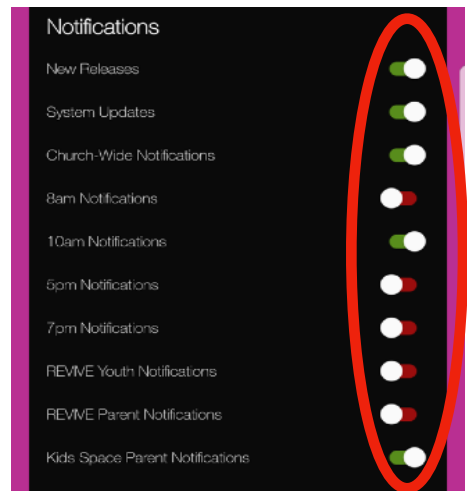 Notifications
New Releases
System Updates
Church-Wide Notifications
8am Notifications
10am Notifications
5pm Notifications
7pm Notifications
REVIVE Youth Notifications
REVIVE Parent Notifications
Kids Space Parent Notifications